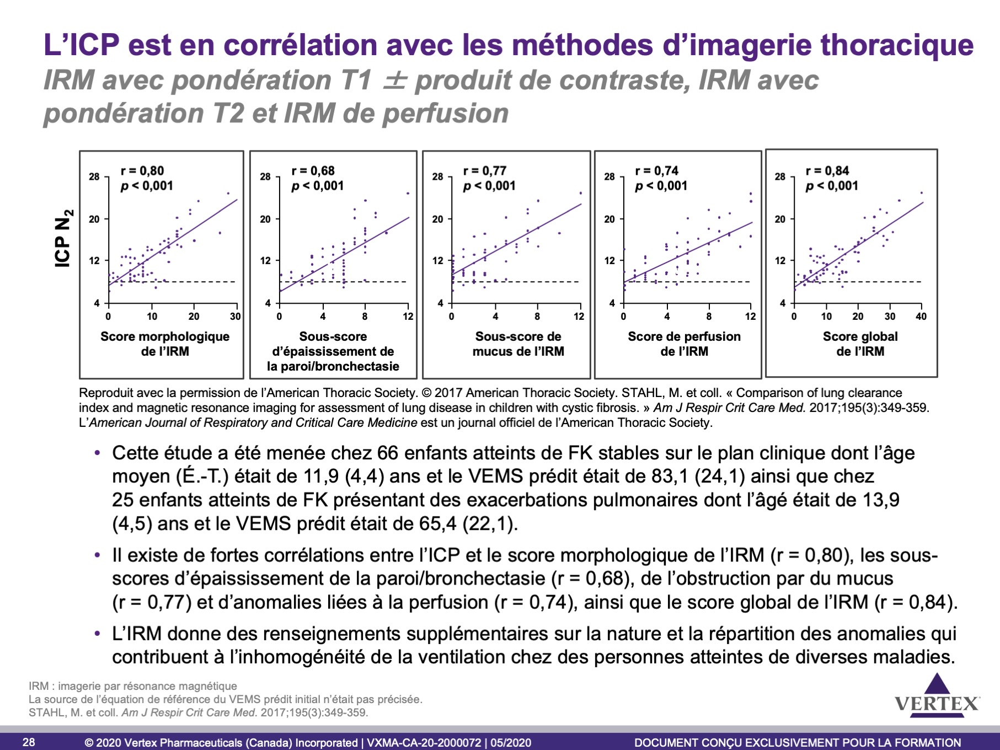 L’ICP est en corrélation avec les méthodes d’imagerie thoracique
IRM avec pondération T1 ± produit de contraste, IRM avec
pondération T2 et IRM de perfusion
ICP N2
r = 0,80
p < 0,001
28
20
12
4
0 10 20 30
Score morphologique
de l’IRM
r = 0,68
p < 0,001
28
20
12
4
0 4 8 12
Sous-score
d’épaississement de
la paroi/bronchectasie
r = 0,77
p < 0,001
28
20
12
4
0 4 8 12
Sous-score de
mucus de l’IRM
r = 0,74
p < 0,001
28
20
12
4
0 4 8 12
Score de perfusion
de l’IRM
r = 0,84
p < 0,001
28
20
12
4
0 10 20 30 40
Score global
de l’IRM
Reproduit avec la permission de l’American Thoracic Society. © 2017 American Thoracic Society. STAHL, M. et coll. « Comparison of lung clearance
index and magnetic resonance imaging for assessment of lung disease in children with cystic fibrosis. » Am J Respir Crit Care Med. 2017;195(3):349-359.
L’American Journal of Respiratory and Critical Care Medicine est un journal officiel de l’American Thoracic Society.
• Cette étude a été menée chez 66 enfants atteints de FK stables sur le plan clinique dont l’âge
moyen (É.-T.) était de 11,9 (4,4) ans et le VEMS prédit était de 83,1 (24,1) ainsi que chez
25 enfants atteints de FK présentant des exacerbations pulmonaires dont l’âgé était de 13,9
(4,5) ans et le VEMS prédit était de 65,4 (22,1).
• Il existe de fortes corrélations entre l’ICP et le score morphologique de l’IRM (r = 0,80), les sous-
scores d’épaississement de la paroi/bronchectasie (r = 0,68), de l’obstruction par du mucus
(r = 0,77) et d’anomalies liées à la perfusion (r = 0,74), ainsi que le score global de l’IRM (r = 0,84).
• L’IRM donne des renseignements supplémentaires sur la nature et la répartition des anomalies qui
contribuent à l’inhomogénéité de la ventilation chez des personnes atteintes de diverses maladies.
IRM : imagerie par résonance magnétique
La source de l’équation de référence du VEMS prédit initial n’était pas précisée.
STAHL, M. et coll. Am J Respir Crit Care Med. 2017;195(3):349-359.
VERTEX
28 © 2020 Vertex Pharmaceuticals (Canada) Incorporated | VXMA-CA-20-2000072 | 05/2020 DOCUMENT CONÇU EXCLUSIVEMENT POUR LA FORMATION